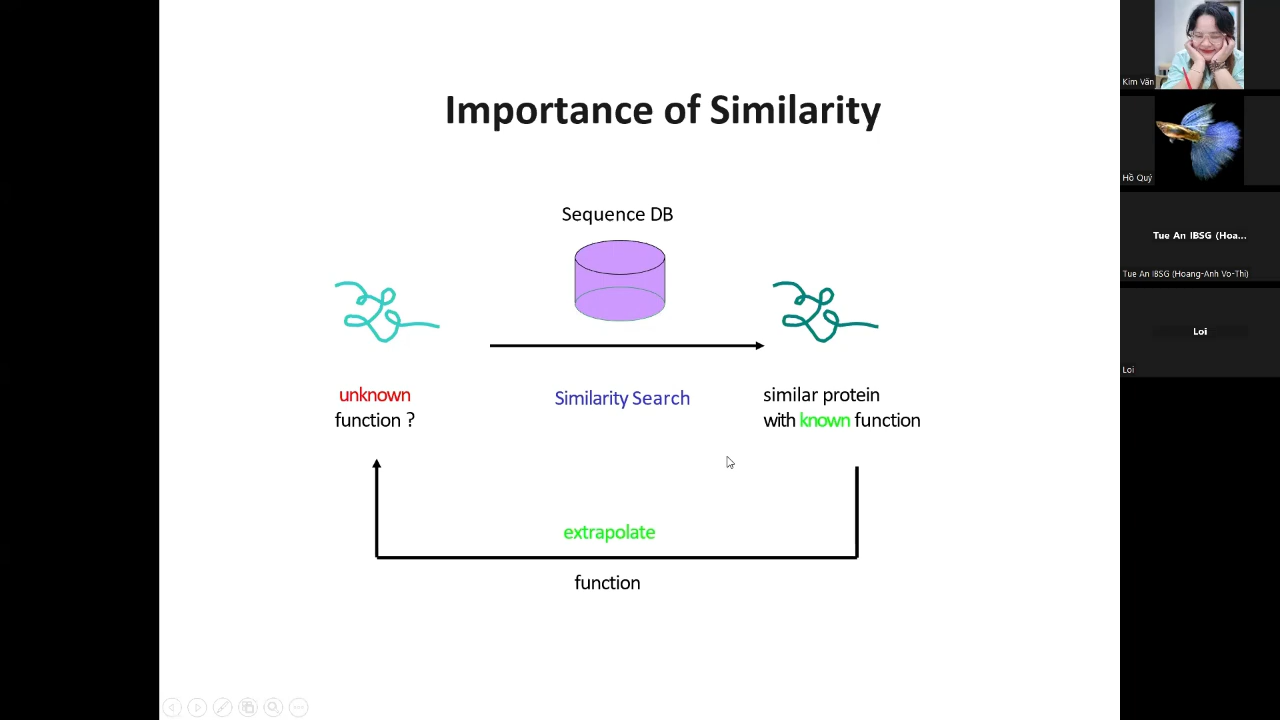 Importance of Similarity
Sequence DB
unknown
function ?
Similarity Search
similar protein
with known function
extrapolate
function
Kim Vân
Hồ Quý
Tue An IBSG (Hoa...
Tue An IBSG (Hoang-Anh Vo-Thi)
Loi
Loi